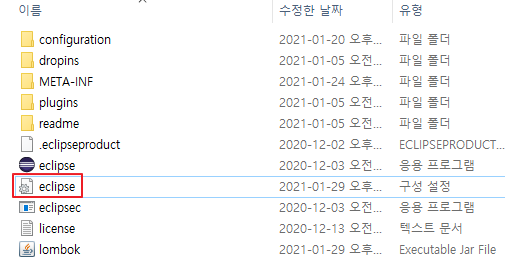 이름 수정한 날짜 유형
configuration 2021-01-20 오후... 파일 폴더
dropins 2021-01-05 오전... 파일 폴더
META-INF 2021-01-24 오후... 파일 폴더
plugins 2021-01-05 오전... 파일 폴더
readme 2021-01-05 오전... 파일 폴더
.eclipseproduct 2020-12-02 오후... ECLIPSEPRODUCT...
eclipse 2020-12-03 오전... 응용 프로그램
eclipse 2021-01-29 오후... 구성 설정
eclipsec 2020-12-03 오전... 응용 프로그램
license 2020-12-13 오전... 텍스트 문서
lombok 2021-01-29 오후... Executable Jar File